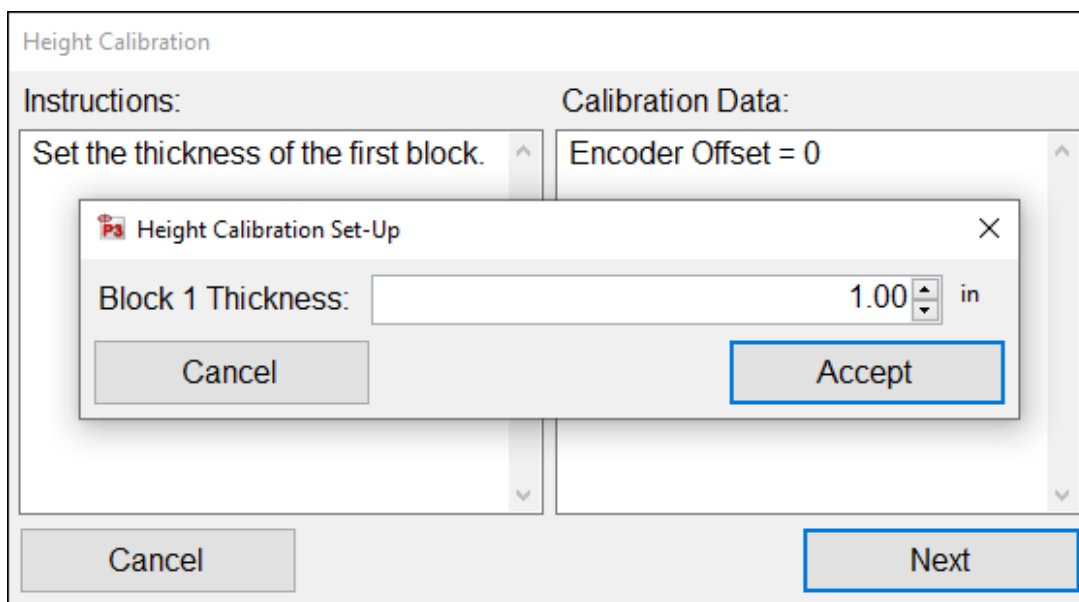 Height Calibration
Instructions:
Calibration Data:
Set the thickness of the first block.
Encoder Offset = 0
P3 Height Calibration Set-Up
Block 1 Thickness:
1.00
in
Cancel
Accept
Cancel
Next